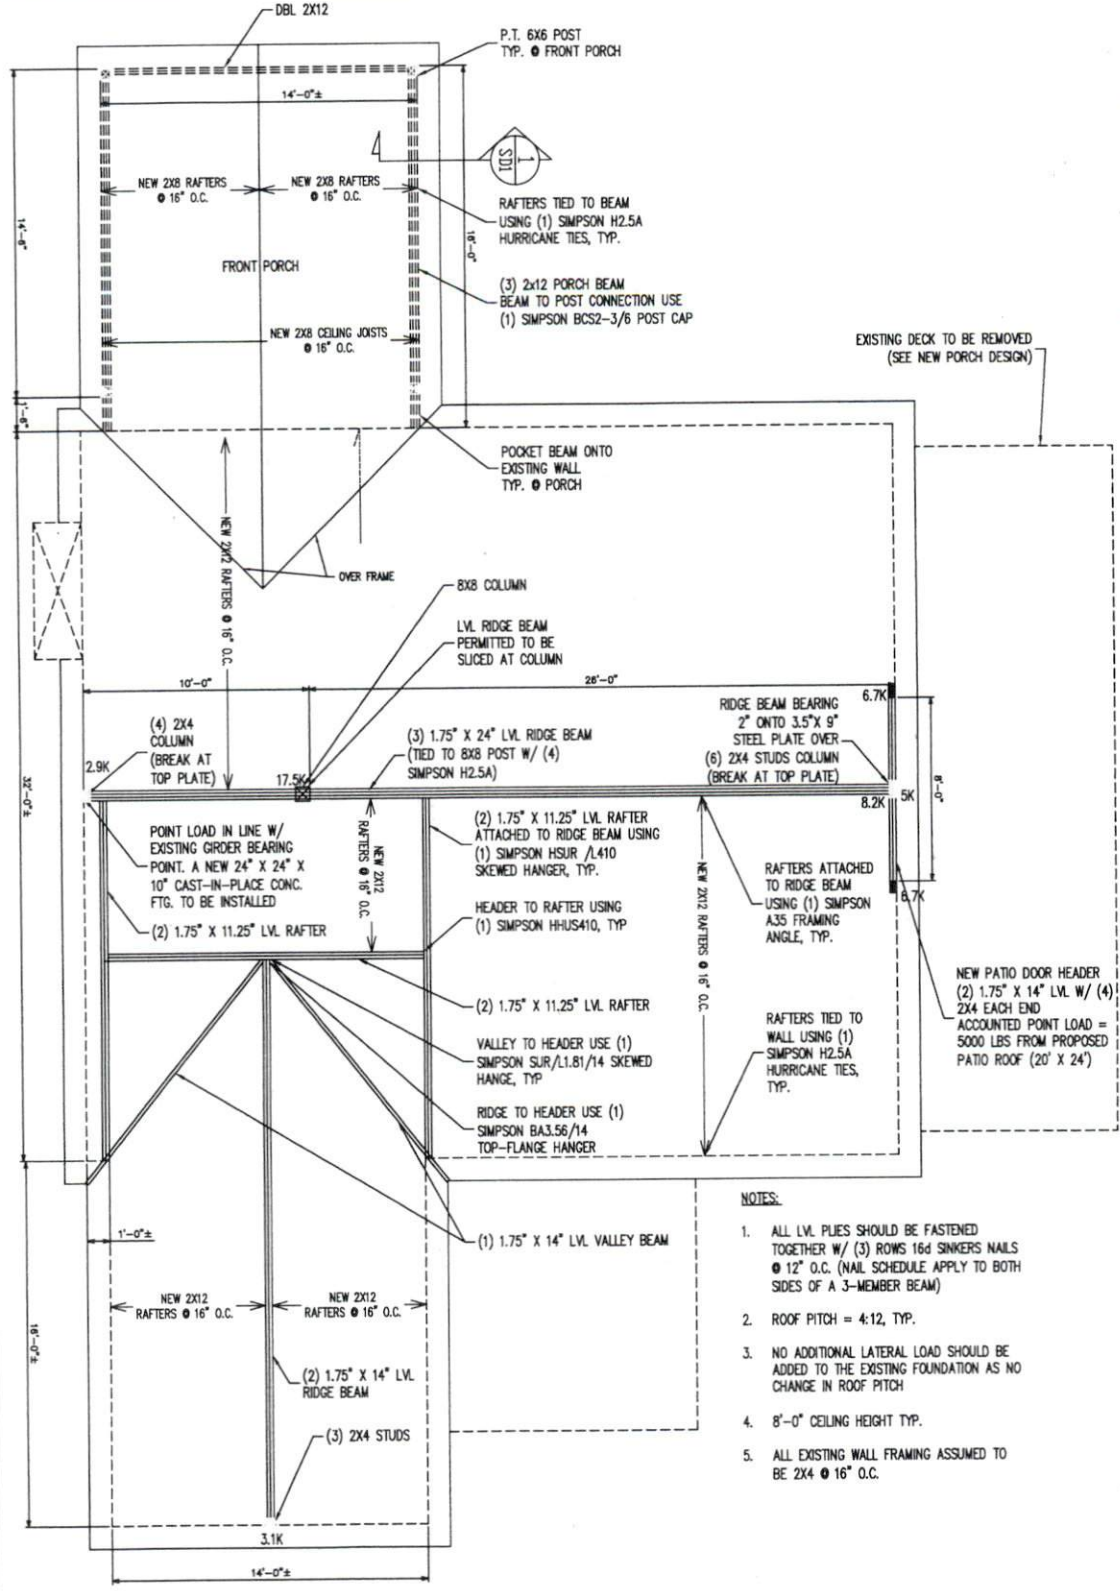 DBL 2X12
P.T. 6X6 POST
TYP. @ FRONT PORCH
14'-0"±
1
SD1
NEW 2X8 RAFTERS
@ 16" O.C.
NEW 2X8 RAFTERS
@ 16" O.C.
RAFTERS TIED TO BEAM
USING (1) SIMPSON H2.5A
HURRICANE TIES, TYP.
14'-6"
16'-0"
FRONT PORCH
(3) 2x12 PORCH BEAM
BEAM TO POST CONNECTION USE
(1) SIMPSON BCS2-3/6 POST CAP
NEW 2X8 CEILING JOISTS
@ 16" O.C.
EXISTING DECK TO BE REMOVED
(SEE NEW PORCH DESIGN)
1'-6"
POCKET BEAM ONTO
EXISTING WALL
TYP. @ PORCH
NEW 2X12 RAFTERS @ 16" O.C.
OVER FRAME
8X8 COLUMN
LVL RIDGE BEAM
PERMITTED TO BE
SLICED AT COLUMN
10'-0"
26'-0"
6.7K
RIDGE BEAM BEARING
2" ONTO 3.5"X 9"
STEEL PLATE OVER
(6) 2X4 STUDS COLUMN
(BREAK AT TOP PLATE)
(4) 2X4
COLUMN
(BREAK AT
TOP PLATE)
2.9K
(3) 1.75" X 24" LVL RIDGE BEAM
(TIED TO 8X8 POST W/ (4)
SIMPSON H2.5A)
17.5K
8'-0"
32'-0"±
8.2K
5K
POINT LOAD IN LINE W/
EXISTING GIRDER BEARING
POINT. A NEW 24" X 24" X
10" CAST-IN-PLACE CONC.
FTG. TO BE INSTALLED
NEW 2X12
RAFTERS @ 16" O.C.
(2) 1.75" X 11.25" LVL RAFTER
ATTACHED TO RIDGE BEAM USING
(1) SIMPSON HSUR /L410
SKEWED HANGER, TYP.
NEW 2X12 RAFTERS @ 16" O.C.
RAFTERS ATTACHED
TO RIDGE BEAM
USING (1) SIMPSON
A35 FRAMING
ANGLE, TYP.
6.7K
(2) 1.75" X 11.25" LVL RAFTER
HEADER TO RAFTER USING
(1) SIMPSON HHUS410, TYP
NEW PATIO DOOR HEADER
(2) 1.75" X 14" LVL W/ (4)
2X4 EACH END
ACCOUNTED POINT LOAD =
5000 LBS FROM PROPOSED
PATIO ROOF (20' X 24')
(2) 1.75" X 11.25" LVL RAFTER
RAFTERS TIED TO
WALL USING (1)
SIMPSON H2.5A
HURRICANE TIES,
TYP.
VALLEY TO HEADER USE (1)
SIMPSON SUR/L1.81/14 SKEWED
HANGE, TYP
RIDGE TO HEADER USE (1)
SIMPSON BA3.56/14
TOP-FLANGE HANGER
1'-0"±
(1) 1.75" X 14" LVL VALLEY BEAM
NEW 2X12
RAFTERS @ 16" O.C.
NEW 2X12
RAFTERS @ 16" O.C.
16'-0"±
(2) 1.75" X 14" LVL
RIDGE BEAM
(3) 2X4 STUDS
3.1K
14'-0"±
NOTES:
1. ALL LVL PLIES SHOULD BE FASTENED
TOGETHER W/ (3) ROWS 16d SINKERS NAILS
@ 12" O.C. (NAIL SCHEDULE APPLY TO BOTH
SIDES OF A 3-MEMBER BEAM)
2. ROOF PITCH = 4:12, TYP.
3. NO ADDITIONAL LATERAL LOAD SHOULD BE
ADDED TO THE EXISTING FOUNDATION AS NO
CHANGE IN ROOF PITCH
4. 8'-0" CEILING HEIGHT TYP.
5. ALL EXISTING WALL FRAMING ASSUMED TO
BE 2X4 @ 16" O.C.